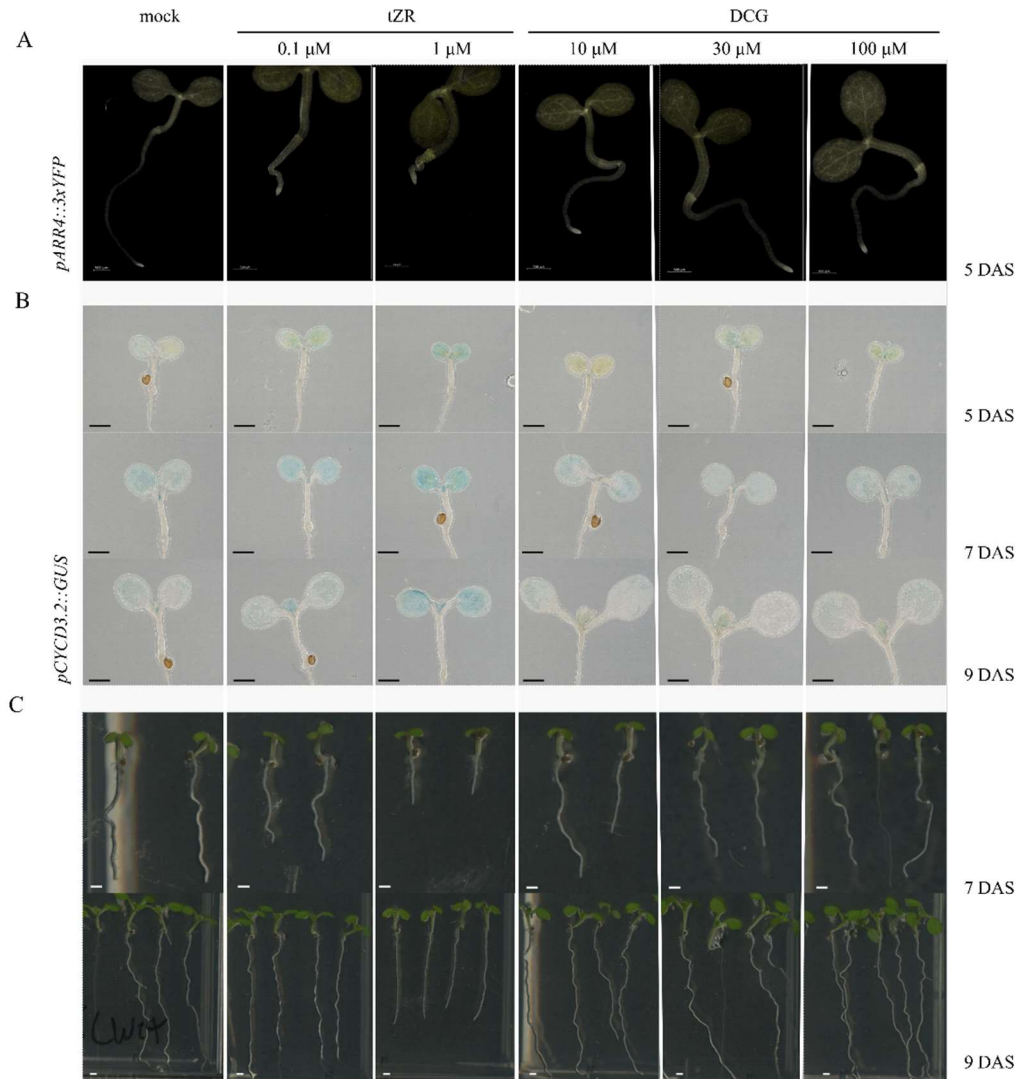 mock tZR DCG
A 0.1 μM 1 μM 10 μM 30 μM 100 μM
pARR4::3xYFP
5 DAS
B
5 DAS
7 DAS
pCYCD3.2::GUS
9 DAS
C
7 DAS
9 DAS